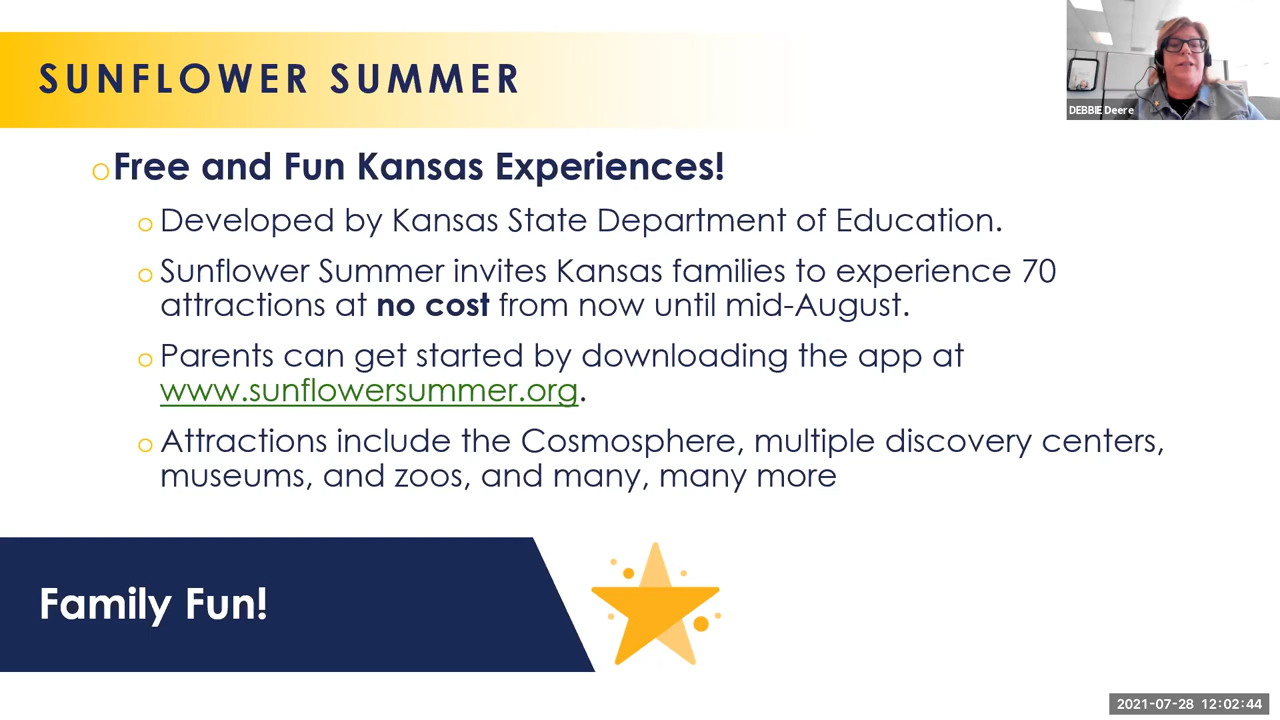 SUNFLOWER SUMMER
DEBBIE Deere
oFree and Fun Kansas Experiences!
o Developed by Kansas State Department of Education.
o Sunflower Summer invites Kansas families to experience 70
attractions at no cost from now until mid-August.
o Parents can get started by downloading the app at
www.sunflowersummer.org.
o Attractions include the Cosmosphere, multiple discovery centers,
museums, and zoos, and many, many more
Family Fun!
2021-07-28 12:02:44